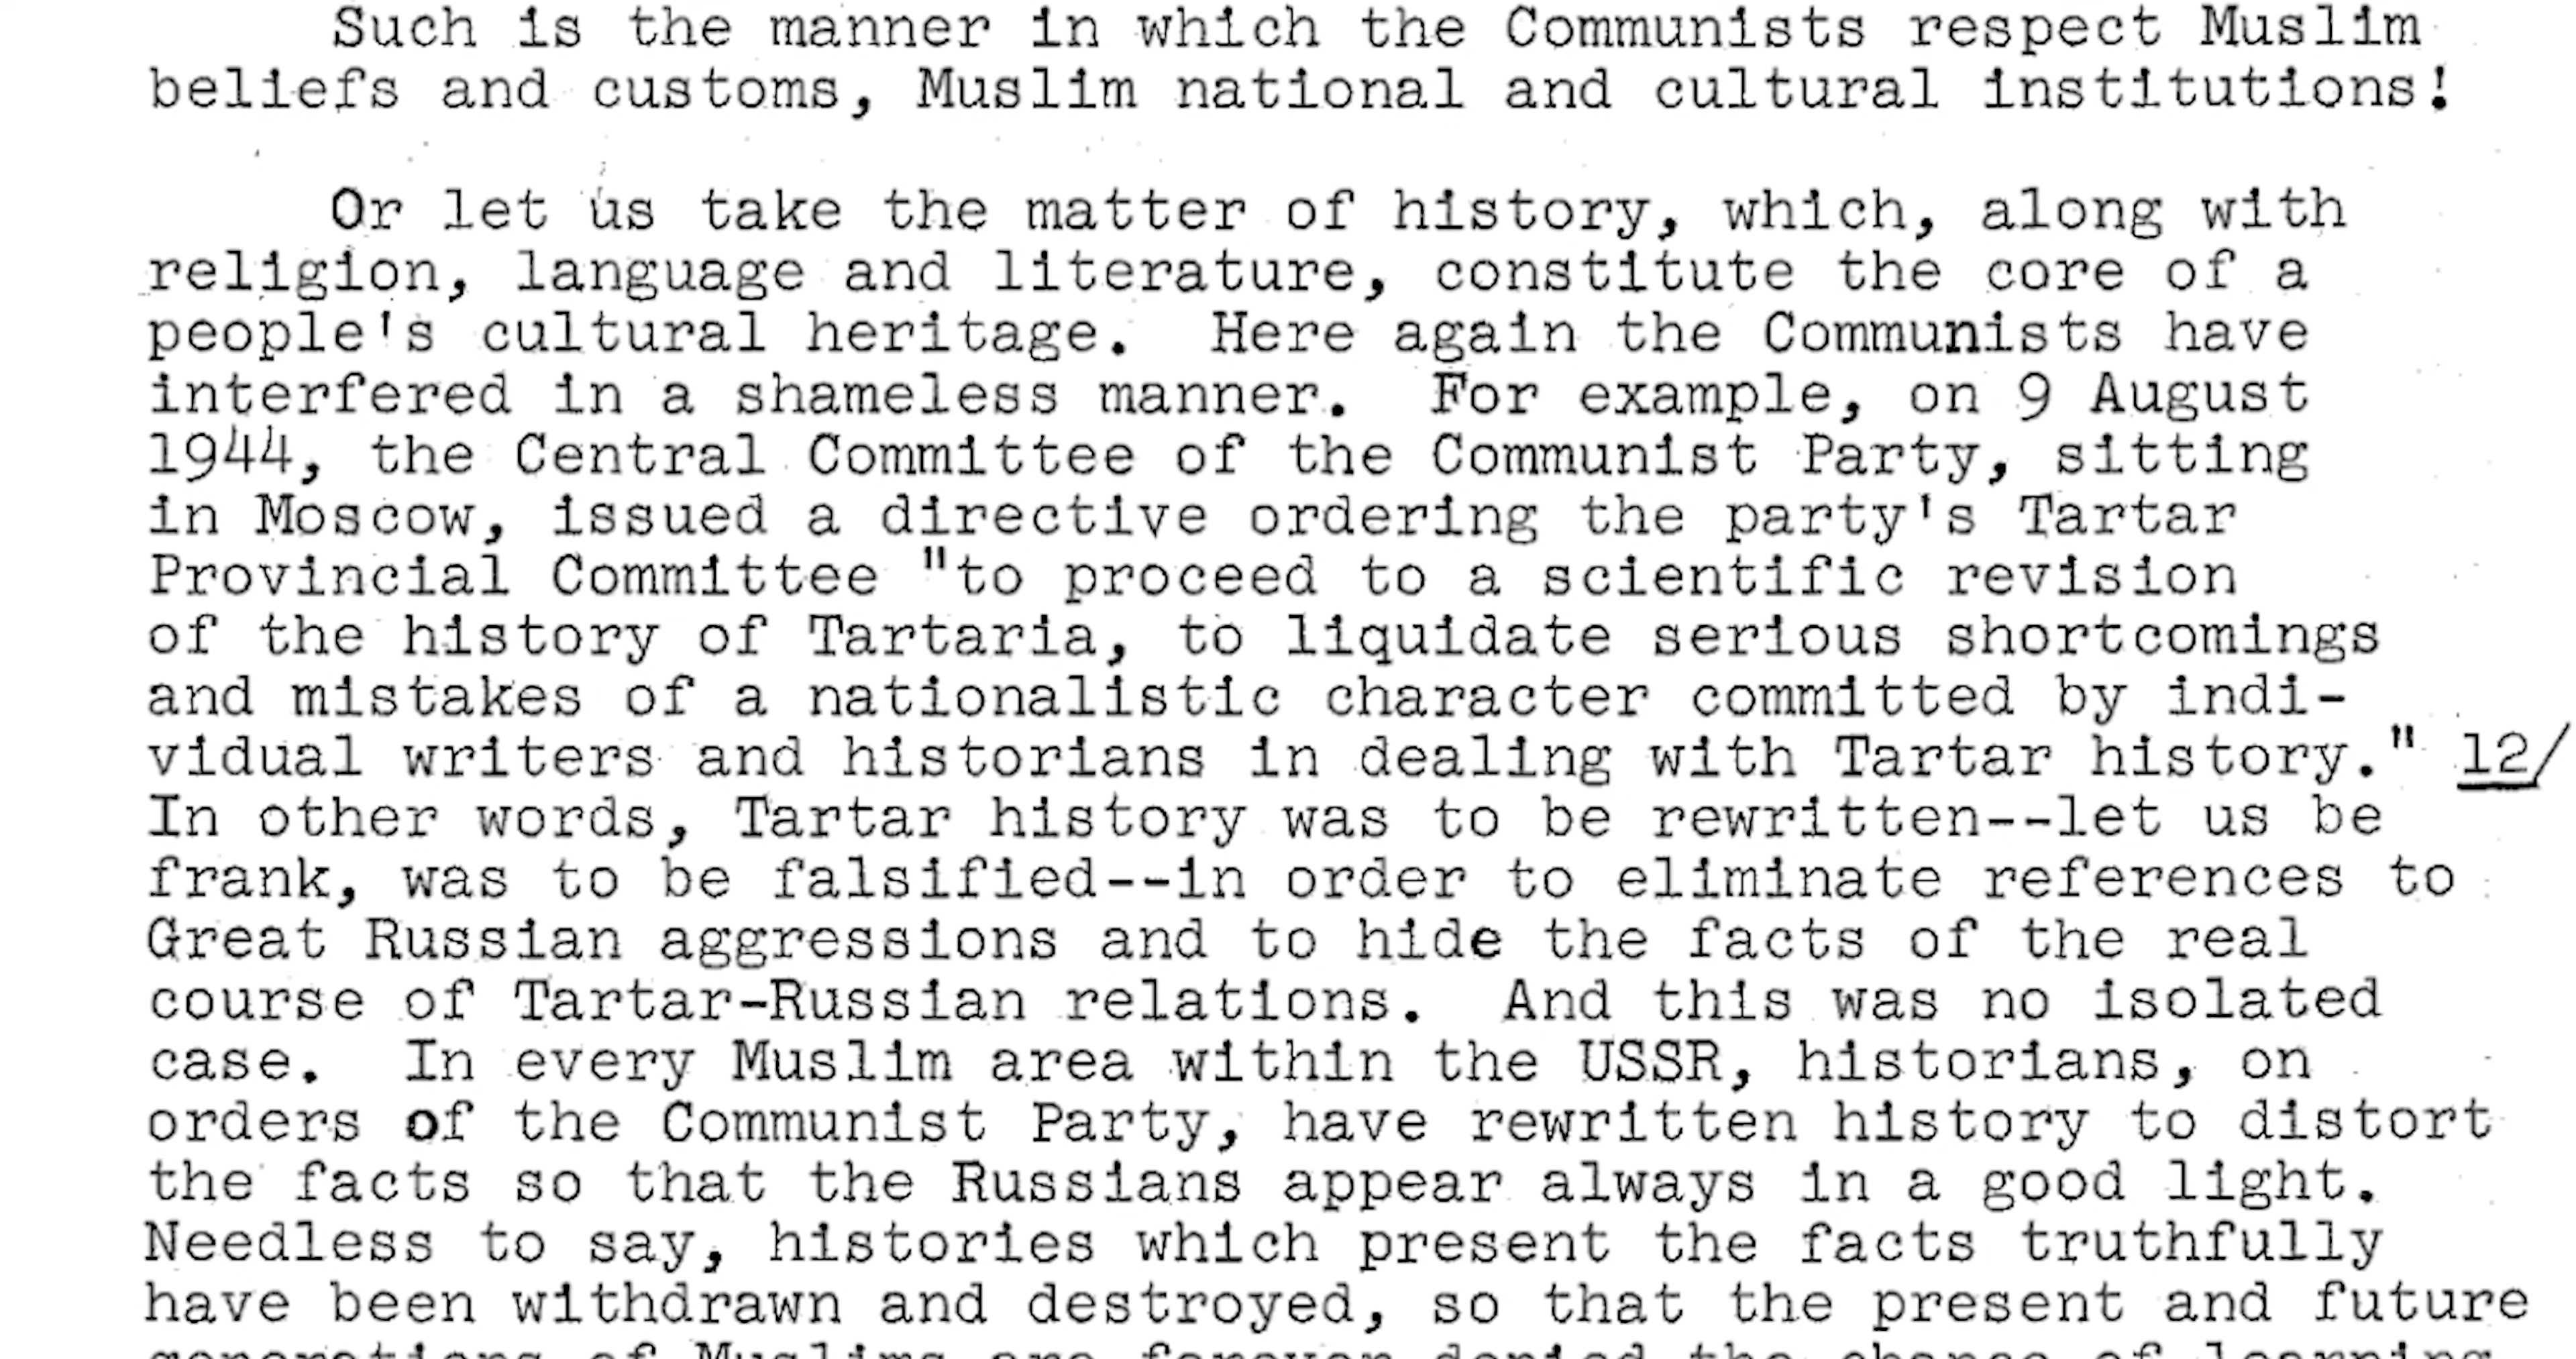 Such is the manner in which the Communists respect Muslim
beliefs and customs, Muslim national and cultural institutions!
Or let us take the matter of history, which, along with
religion, language and literature, constitute the core of a
people's cultural heritage. Here again the Communists have
interfered in a shameless manner. For example, on 9 August
1944, the Central Committee of the Communist Party, sitting
in Moscow, issued a directive ordering the party's Tartar
Provincial Committee "to proceed to a scientific revision
of the history of Tartaria, to liquidate serious shortcomings
and mistakes of a nationalistic character committed by indi-
vidual writers and historians in dealing with Tartar history." 12/
In other words, Tartar history was to be rewritten--let us be
frank, was to be falsified--in order to eliminate references to
Great Russian aggressions and to hide the facts of the real
course of Tartar-Russian relations. And this was no isolated
case. In every Muslim area within the USSR, historians, on
orders of the Communist Party, have rewritten history to distort
the facts so that the Russians appear always in a good light.
Needless to say, histories which present the facts truthfully
have been withdrawn and destroyed, so that the present and future
generations of Muslims are forever denied the chance of learning